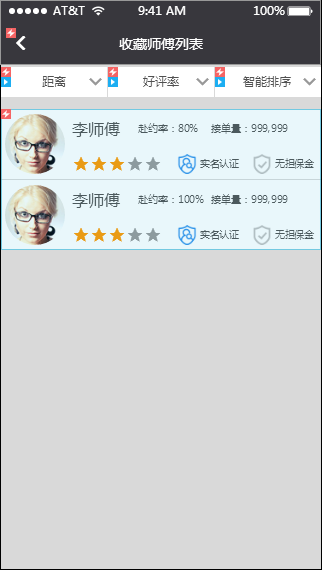 AT&T 9:41 AM 100%
收藏师傅列表
距离 好评率 智能排序
李师傅 赴约率：80% 接单量：999,999
实名认证 无担保金
李师傅 赴约率：100% 接单量：999,999
实名认证 无担保金